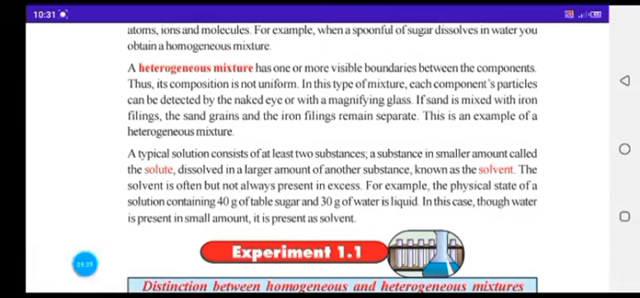 10:31
atoms, ions and molecules. For example, when a spoonful of sugar dissolves in water you
obtain a homogeneous mixture.
A heterogeneous mixture has one or more visible boundaries between the components.
Thus, its composition is not uniform. In this type of mixture, each component's particles
can be detected by the naked eye or with a magnifying glass. If sand is mixed with iron
filings, the sand grains and the iron filings remain separate. This is an example of a
heterogeneous mixture.
A typical solution consists of at least two substances; a substance in smaller amount called
the solute, dissolved in a larger amount of another substance, known as the solvent. The
solvent is often but not always present in excess. For example, the physical state of a
solution containing 40 g of table sugar and 30 g of water is liquid. In this case, though water
is present in small amount, it is present as solvent.
Experiment 1.1
Distinction between homogeneous and heterogeneous mixtures